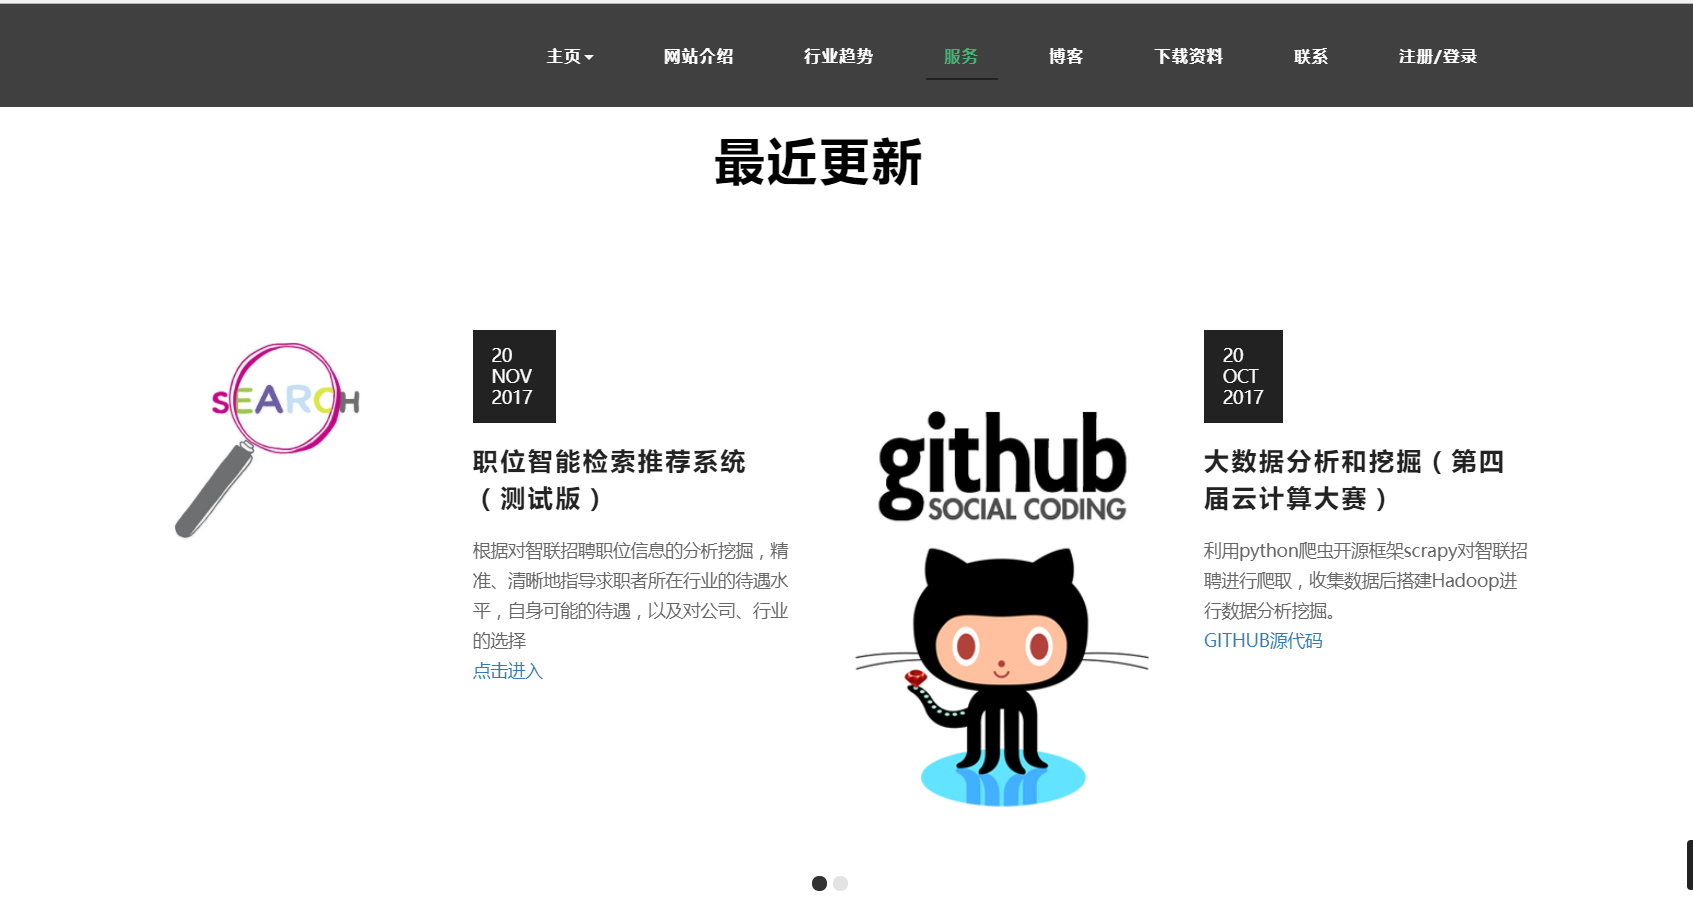 主页
网站介绍
行业趋势
服务
博客
下载资料
联系
注册/登录
最近更新
SEARCH
20
NOV
2017
职位智能检索推荐系统
（测试版）
根据对智联招聘职位信息的分析挖掘，精
准、清晰地指导求职者所在行业的待遇水
平，自身可能的待遇，以及对公司、行业
的选择
点击进入
github
SOCIAL CODING
20
OCT
2017
大数据分析和挖掘（第四
届云计算大赛）
利用python爬虫开源框架scrapy对智联招
聘进行爬取，收集数据后搭建Hadoop进
行数据分析挖掘。
GITHUB源代码